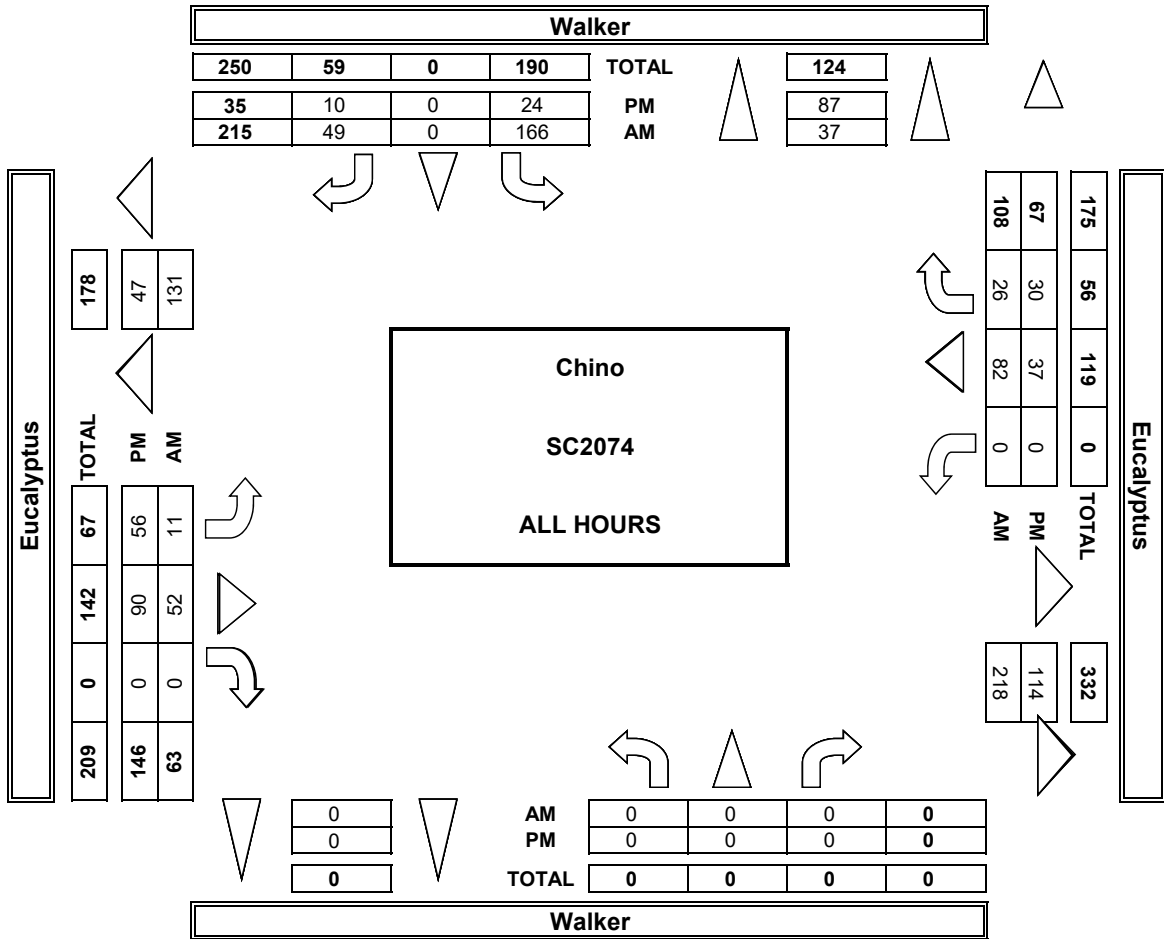 Walker
250 59 0 190 TOTAL 124
35 10 0 24 PM 87
215 49 0 166 AM 37
Eucalyptus
178
47
131
TOTAL 67 142 0 209
PM 56 90 0 146
AM 11 52 0 63
Chino
SC2074
ALL HOURS
175 56 119 0 TOTAL 332
67 30 37 0 PM 114
108 26 82 0 AM 218
Eucalyptus
0 AM 0 0 0 0
0 PM 0 0 0 0
0 TOTAL 0 0 0 0
Walker